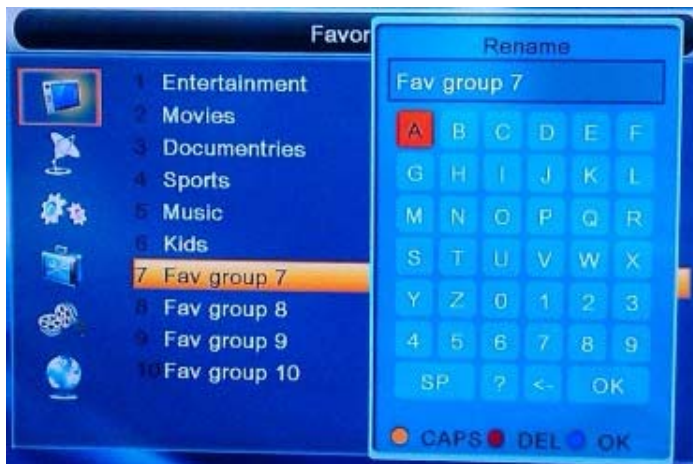 Favor
1 Entertainment
2 Movies
3 Documentries
4 Sports
5 Music
6 Kids
7 Fav group 7
8 Fav group 8
9 Fav group 9
10 Fav group 10
Rename
Fav group 7
A B C D E F
G H I J K L
M N O P Q R
S T U V W X
Y Z 0 1 2 3
4 5 6 7 8 9
SP ? <- OK
CAPS DEL OK